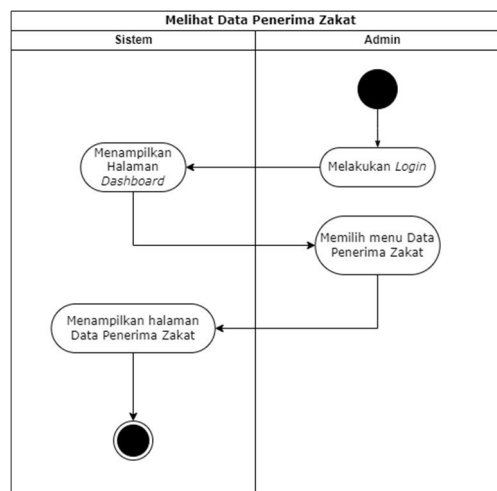 Melihat Data Penerima Zakat
Sistem
Admin
Melakukan Login
Menampilkan
Halaman
Dashboard
Memilih menu Data
Penerima Zakat
Menampilkan halaman
Data Penerima Zakat